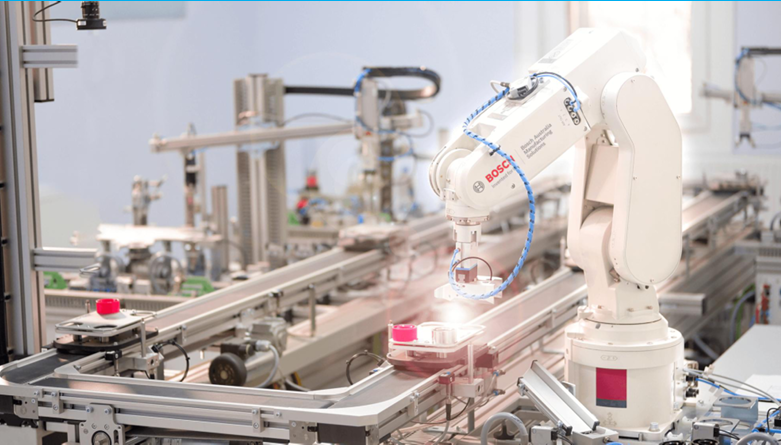 BOSCH
Bosch Australia
Manufacturing
Solutions